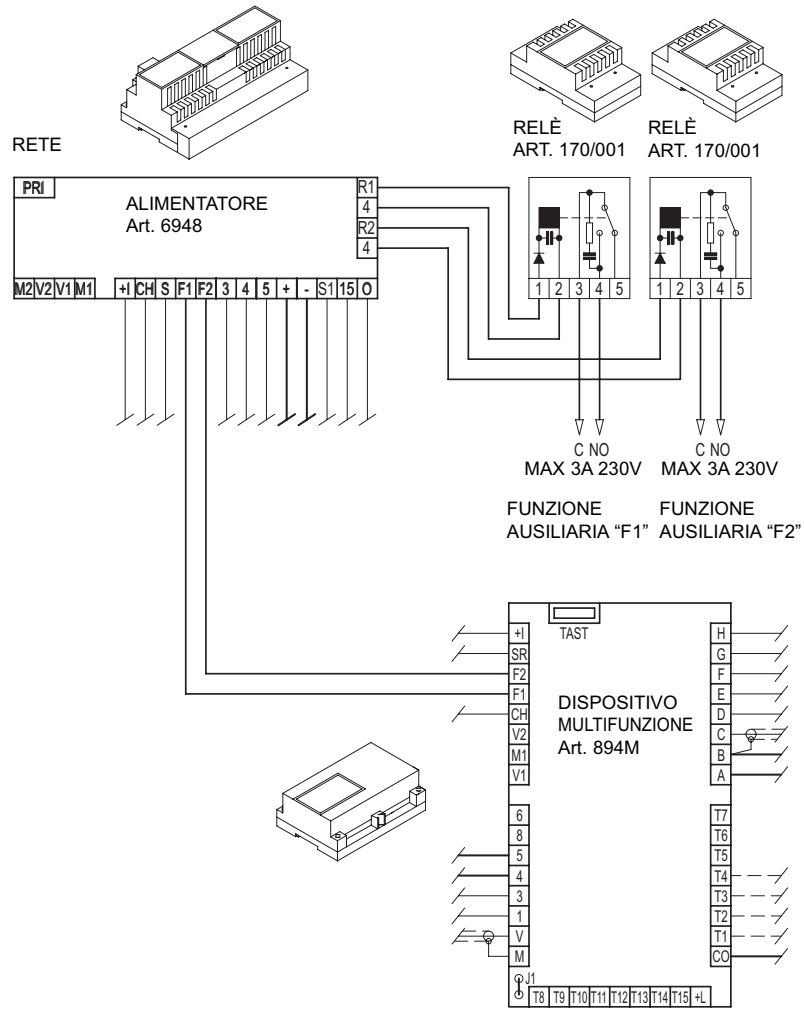 RETE
RELÈ
ART. 170/001
RELÈ
ART. 170/001
PRI
ALIMENTATORE
Art. 6948
R1
4
R2
4
M2 V2 V1 M1 +I CH S F1 F2 3 4 5 + - S1 15 O
1 2 3 4 5
1 2 3 4 5
C NO
MAX 3A 230V
C NO
MAX 3A 230V
FUNZIONE
AUSILIARIA “F1”
FUNZIONE
AUSILIARIA “F2”
TAST
DISPOSITIVO
MULTIFUNZIONE
Art. 894M
+I
SR
F2
F1
CH
V2
M1
V1
6
8
5
4
3
1
V
M
H
G
F
E
D
C
B
A
T7
T6
T5
T4
T3
T2
T1
CO
J1
T8 T9 T10 T11 T12 T13 T14 T15 +L